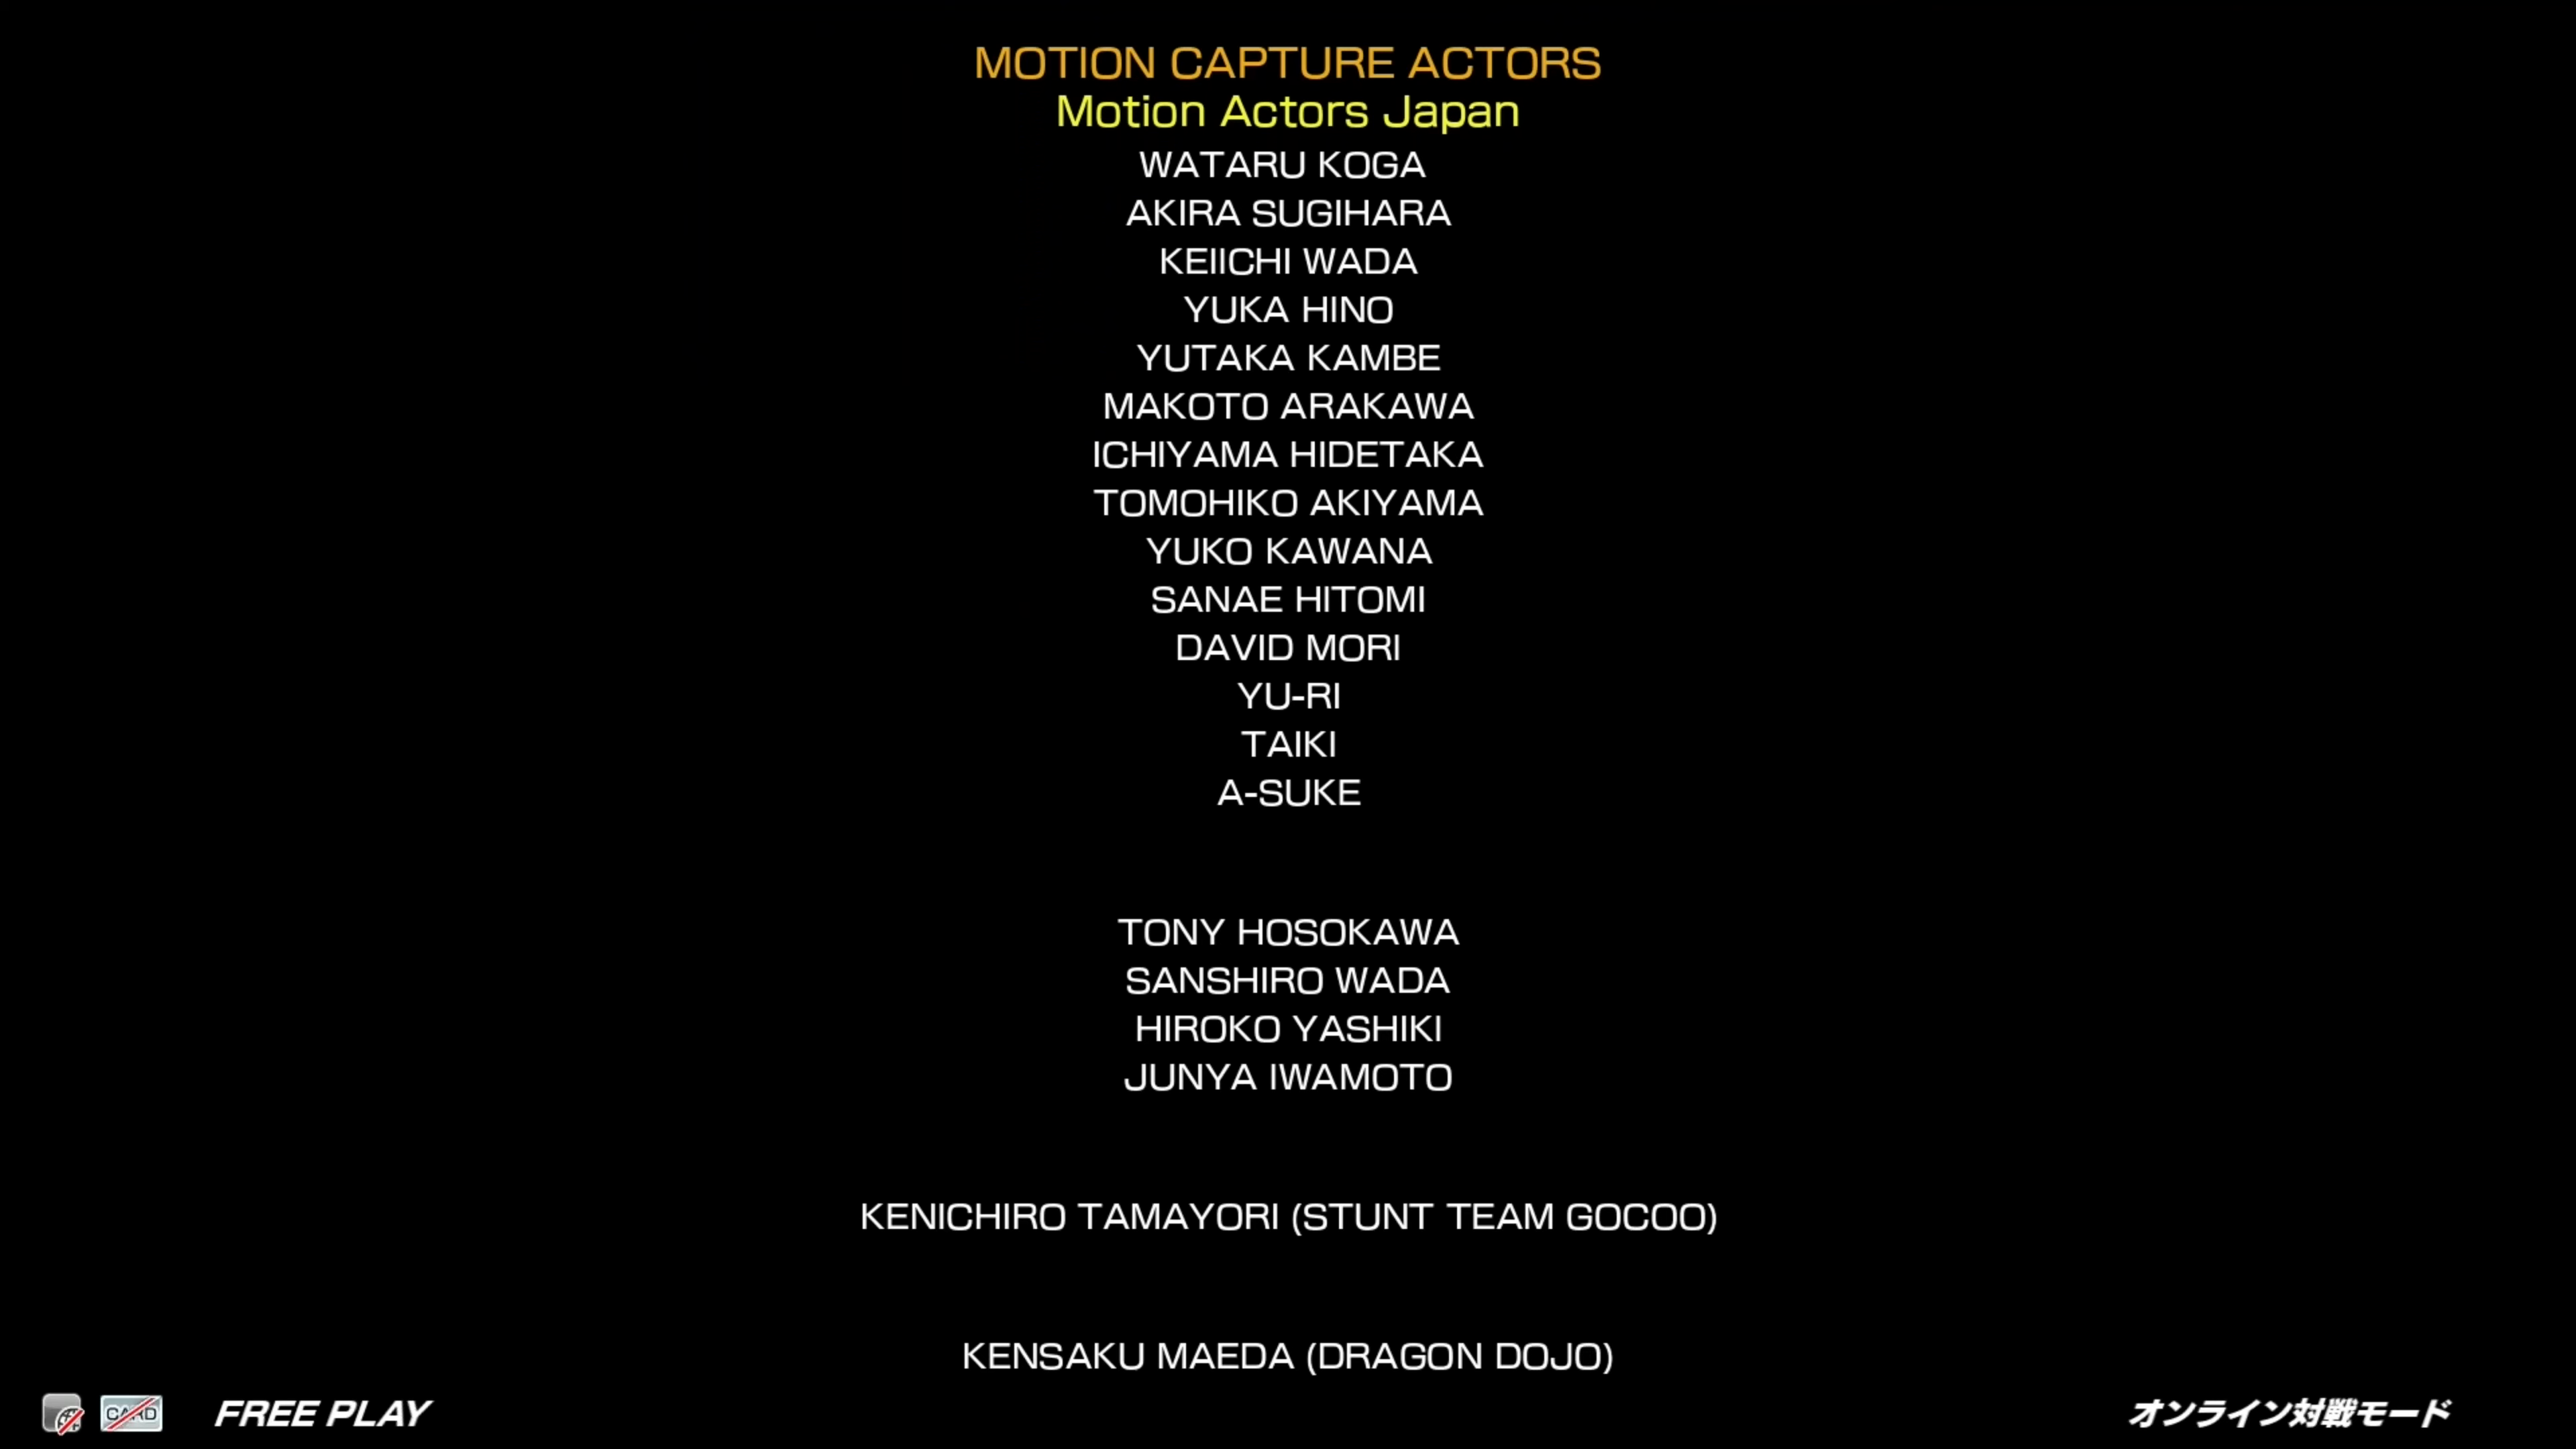 MOTION CAPTURE ACTORS
Motion Actors Japan
WATARU KOGA
AKIRA SUGIHARA
KEIICHI WADA
YUKA HINO
YUTAKA KAMBE
MAKOTO ARAKAWA
ICHIYAMA HIDETAKA
TOMOHIKO AKIYAMA
YUKO KAWANA
SANAE HITOMI
DAVID MORI
YU-RI
TAIKI
A-SUKE
TONY HOSOKAWA
SANSHIRO WADA
HIROKO YASHIKI
JUNYA IWAMOTO
KENICHIRO TAMAYORI (STUNT TEAM GOCOO)
KENSAKU MAEDA (DRAGON DOJO)
CARD FREE PLAY オンライン対戦モード